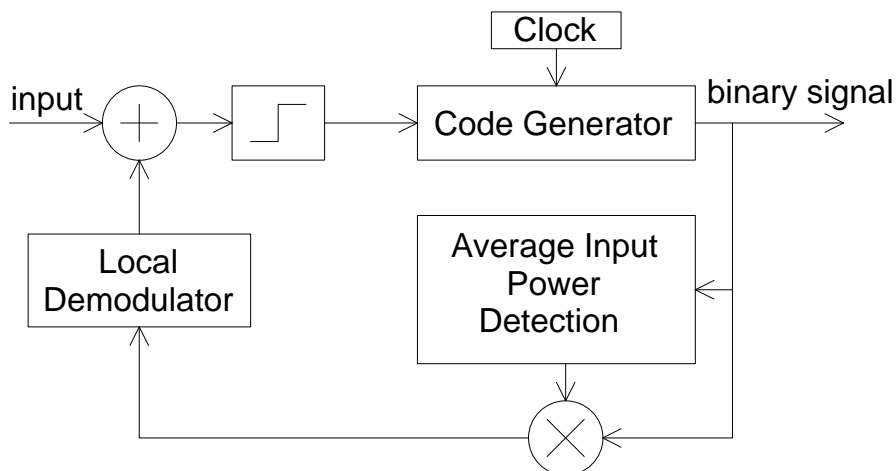 Clock
input
binary signal
Code Generator
Average Input
Power
Detection
Local
Demodulator